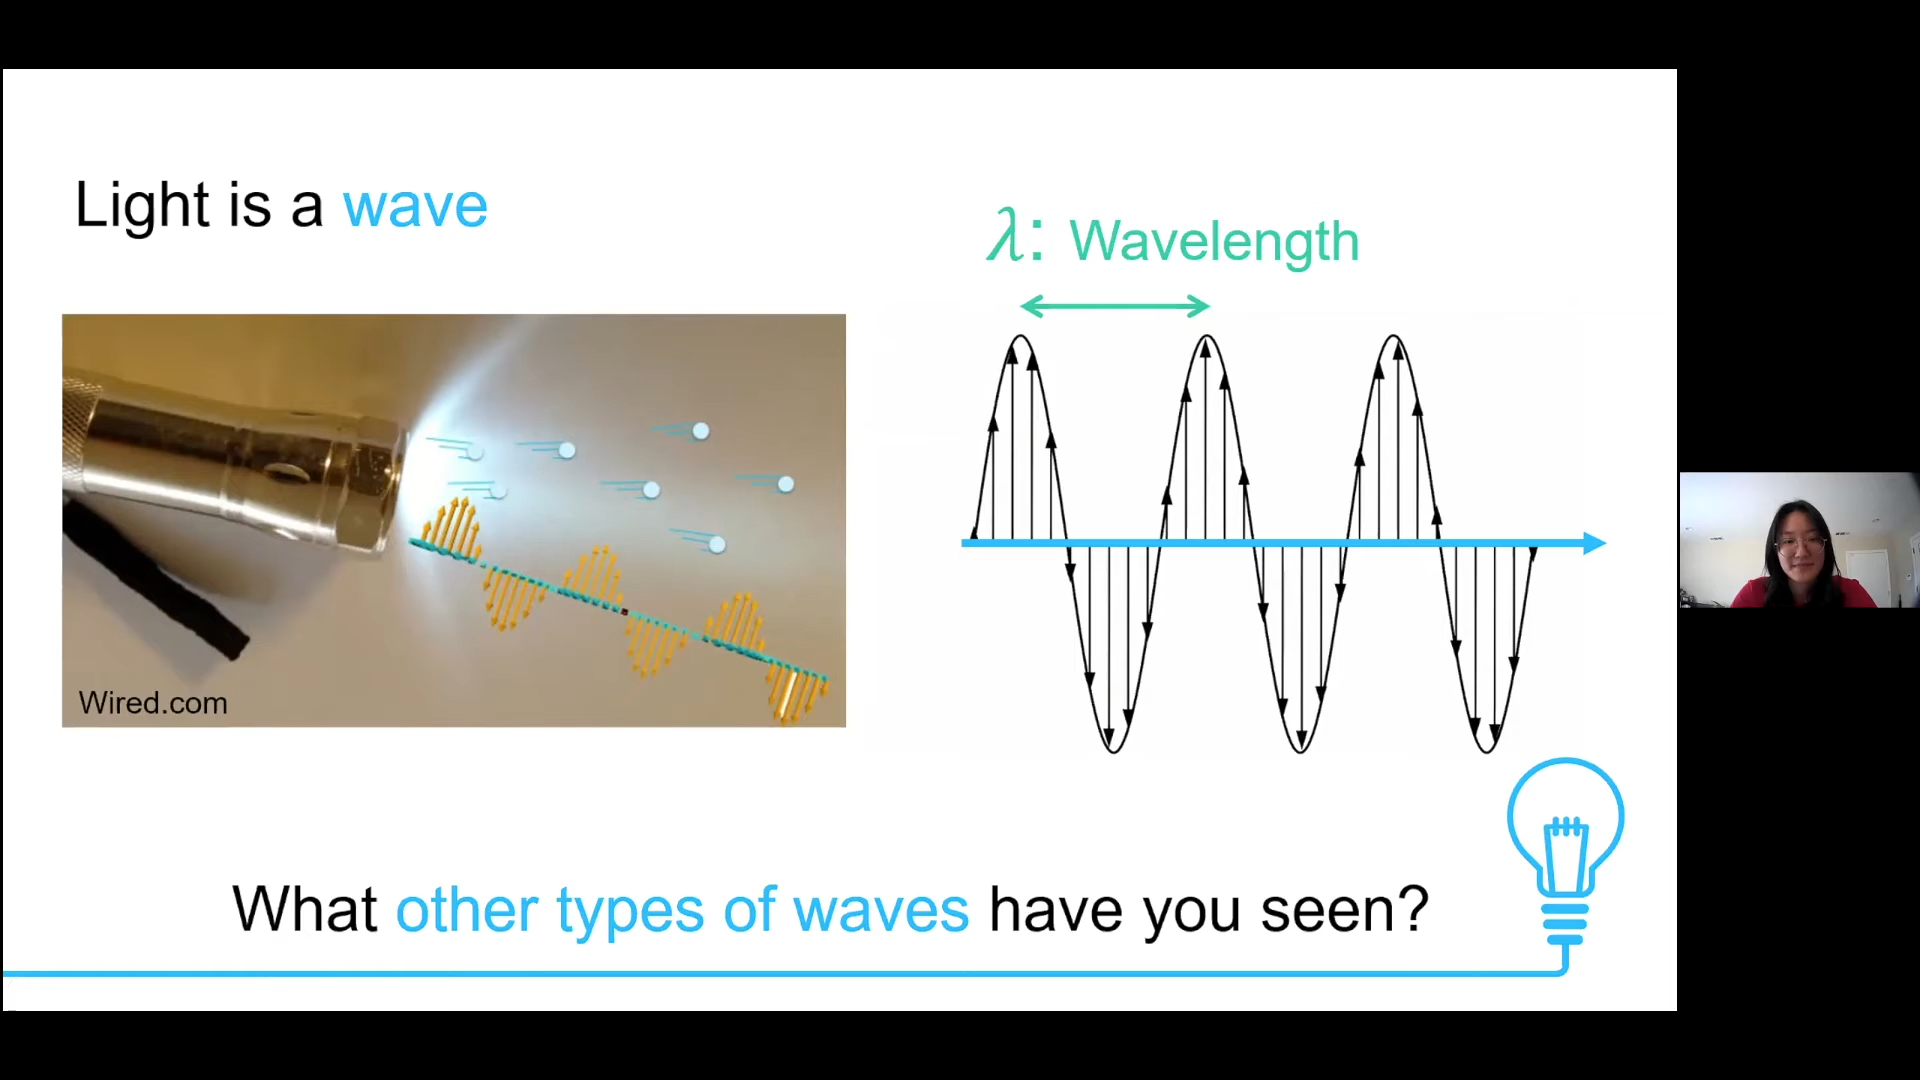 Light is a wave
λ: Wavelength
Wired.com
What other types of waves have you seen?